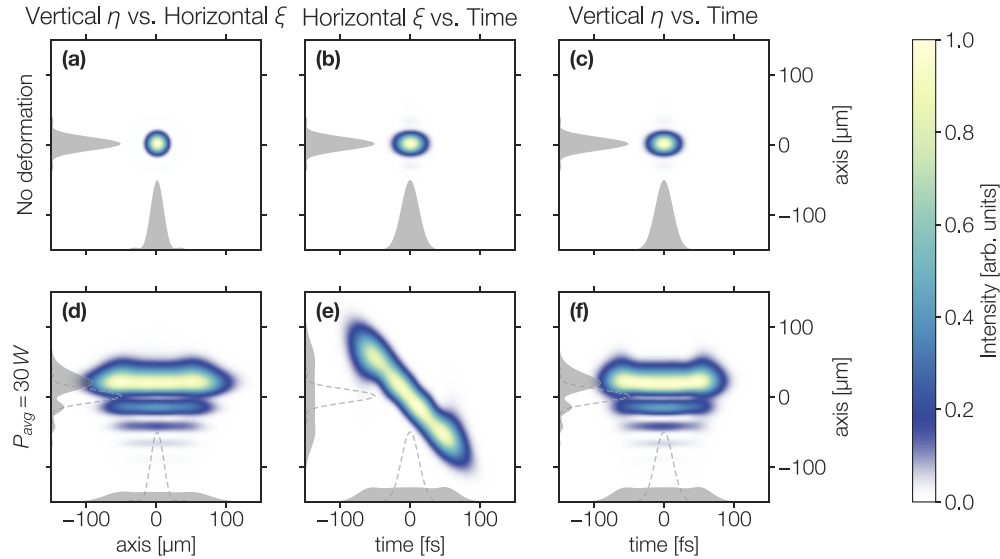 Vertical η vs. Horizontal ξ
Horizontal ξ vs. Time
Vertical η vs. Time
(a)
(b)
(c)
No deformation
100
0
−100
axis [µm]
(d)
(e)
(f)
P_avg = 30W
100
0
−100
axis [µm]
−100 0 100
axis [µm]
−100 0 100
time [fs]
−100 0 100
time [fs]
1.0
0.8
0.6
0.4
0.2
0.0
Intensity [arb. units]